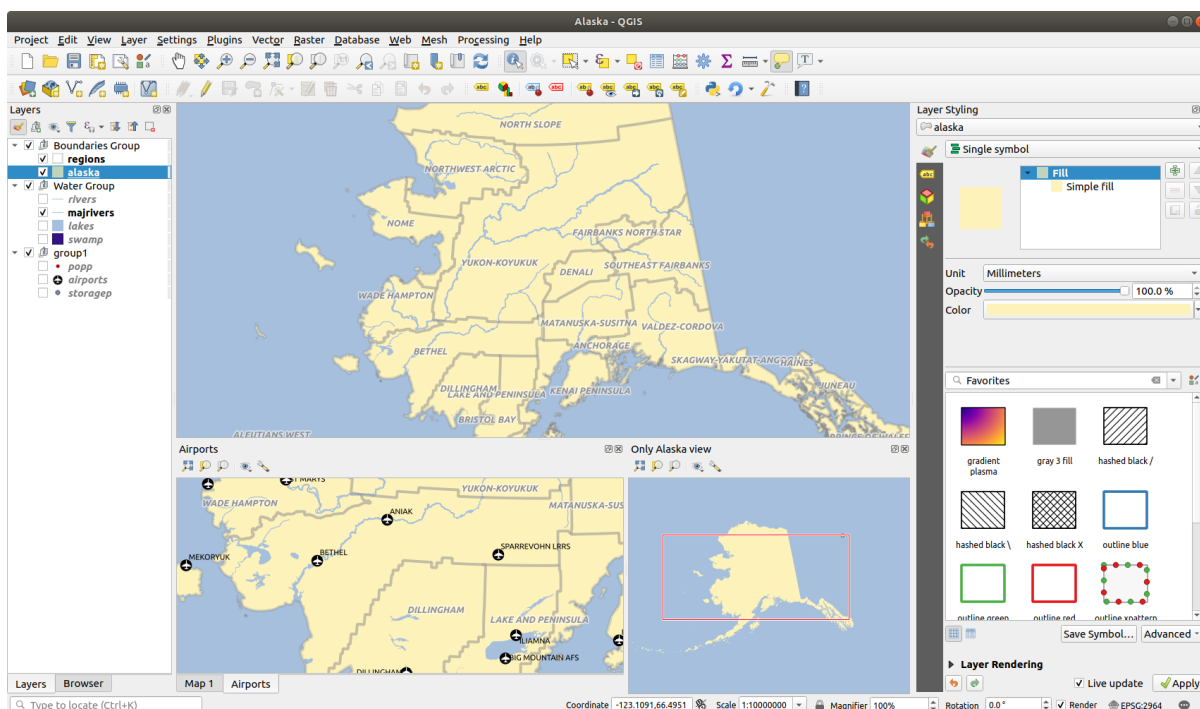 Alaska - QGIS
Project Edit View Layer Settings Plugins Vector Raster Database Web Mesh Processing Help
Layers
Boundaries Group
regions
alaska
Water Group
rivers
majrivers
lakes
swamp
group1
popp
airports
storagep
Layers Browser
NORTH SLOPE
NORTHWEST ARCTIC
NOME
FAIRBANKS NORTH STAR
YUKON-KOYUKUK
SOUTHEAST FAIRBANKS
DENALI
WADE HAMPTON
MATANUSKA-SUSITNA
VALDEZ-CORDOVA
ANCHORAGE
BETHEL
SKAGWAY-YAKUTAT-ANGOON
HAINES
JUNEAU
DILLINGHAM
LAKE AND PENINSULA
KENAI PENINSULA
BRISTOL BAY
ALEUTIANS WEST
PRINCE OF WALES
Airports
ST MARYS
YUKON-KOYUKUK
WADE HAMPTON
MATANUSKA-SUS
ANIAK
SPARREVOHN LRRS
BETHEL
MEKORYUK
DILLINGHAM
LAKE AND PENINSULA
ILIAMNA
BIG MOUNTAIN AFS
DILLINGHAM
Map 1 Airports
Only Alaska view
Layer Styling
alaska
Single symbol
Fill
Simple fill
Unit Millimeters
Opacity 100.0 %
Color
Favorites
gradient plasma
gray 3 fill
hashed black /
hashed black \
hashed black X
outline blue
outline green
outline red
outline xpattern
Save Symbol... Advanced
Layer Rendering
Live update Apply
Type to locate (Ctrl+K)
Coordinate -123.1091,66.4951 Scale 1:10000000 Magnifier 100% Rotation 0.0° Render EPSG:2964